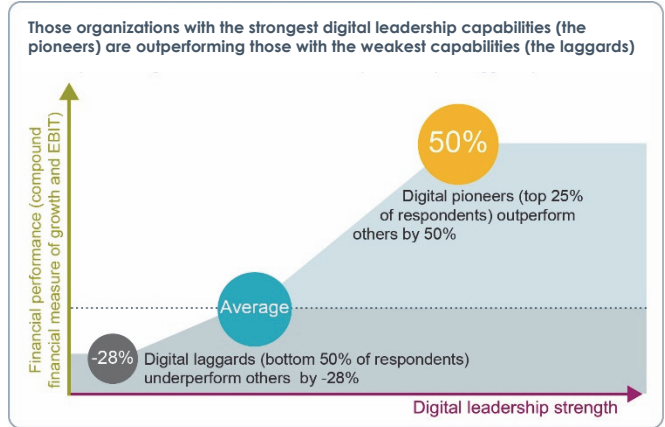 Those organizations with the strongest digital leadership capabilities (the
pioneers) are outperforming those with the weakest capabilities (the laggards)
Financial performance (compound
financial measure of growth and EBIT)
50%
Digital pioneers (top 25%
of respondents) outperform
others by 50%
Average
-28%
Digital laggards (bottom 50% of respondents)
underperform others by -28%
Digital leadership strength